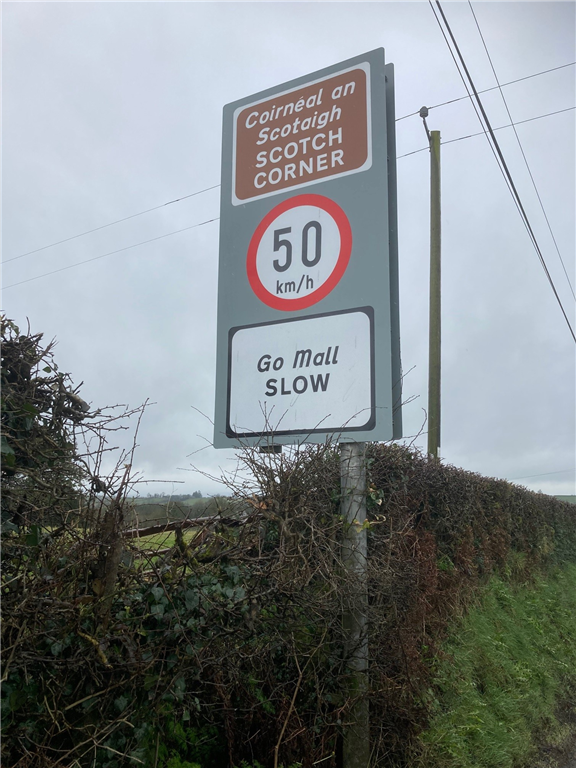 Coirnéal an
Scotaigh
SCOTCH
CORNER
50
km/h
Go Mall
SLOW